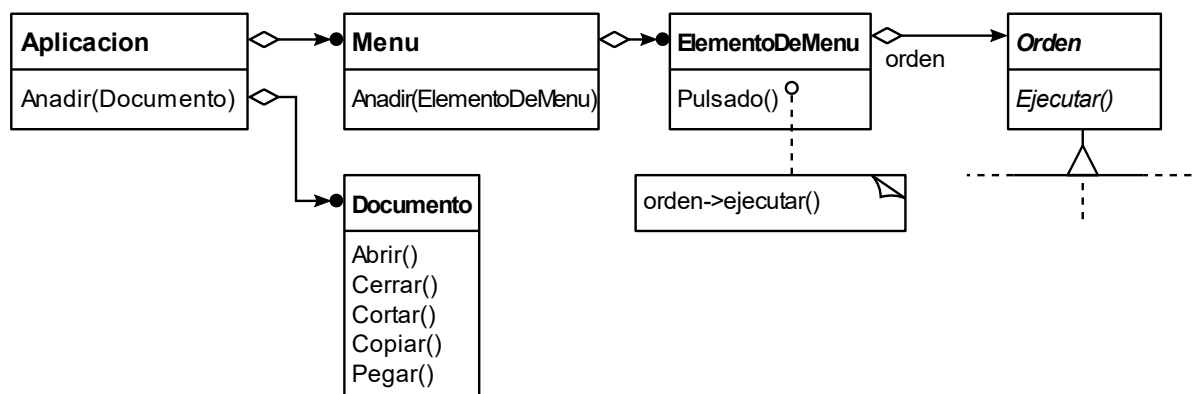 Aplicacion
Anadir(Documento)
Menu
Anadir(ElementoDeMenu)
ElementoDeMenu
Pulsado()
orden
Orden
Ejecutar()
orden->ejecutar()
Documento
Abrir()
Cerrar()
Cortar()
Copiar()
Pegar()